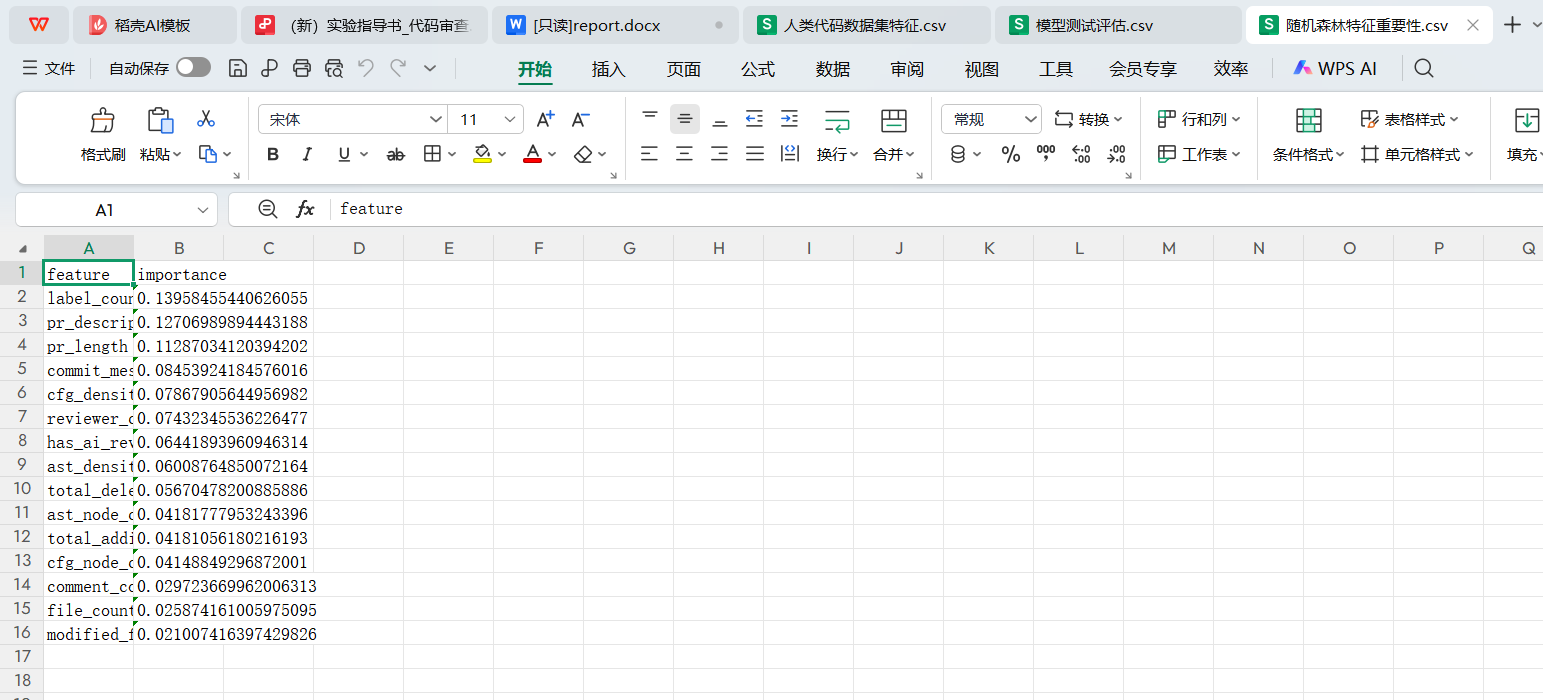 稻壳AI模板 （新）实验指导书_代码审查 [只读]report.docx 人类代码数据集特征.csv 模型测试评估.csv 随机森林特征重要性.csv
文件 自动保存 开始 插入 页面 公式 数据 审阅 视图 工具 会员专享 效率 WPS AI
宋体 11 A+ A- 常规 转换 行和列 表格样式
格式刷 粘贴 B I U ab A 换行 合并 % 工作表 条件格式 单元格样式 填充
A1 fx feature
A B C D E F G H I J K L M N O P Q
1 feature importance
2 label_cour 0.13958455440626055
3 pr_descrip 0.12706989894443188
4 pr_length 0.11287034120394202
5 commit_mes 0.08453924184576016
6 cfg_densit 0.07867905644956982
7 reviewer_c 0.07432345536226477
8 has_ai_rev 0.06441893960946314
9 ast_densit 0.06008764850072164
10 total_dele 0.05670478200885886
11 ast_node_c 0.04181777953243396
12 total_addi 0.04181056180216193
13 cfg_node_c 0.04148849296872001
14 comment_cc 0.029723669962006313
15 file_count 0.025874161005975095
16 modified_f 0.021007416397429826
17
18